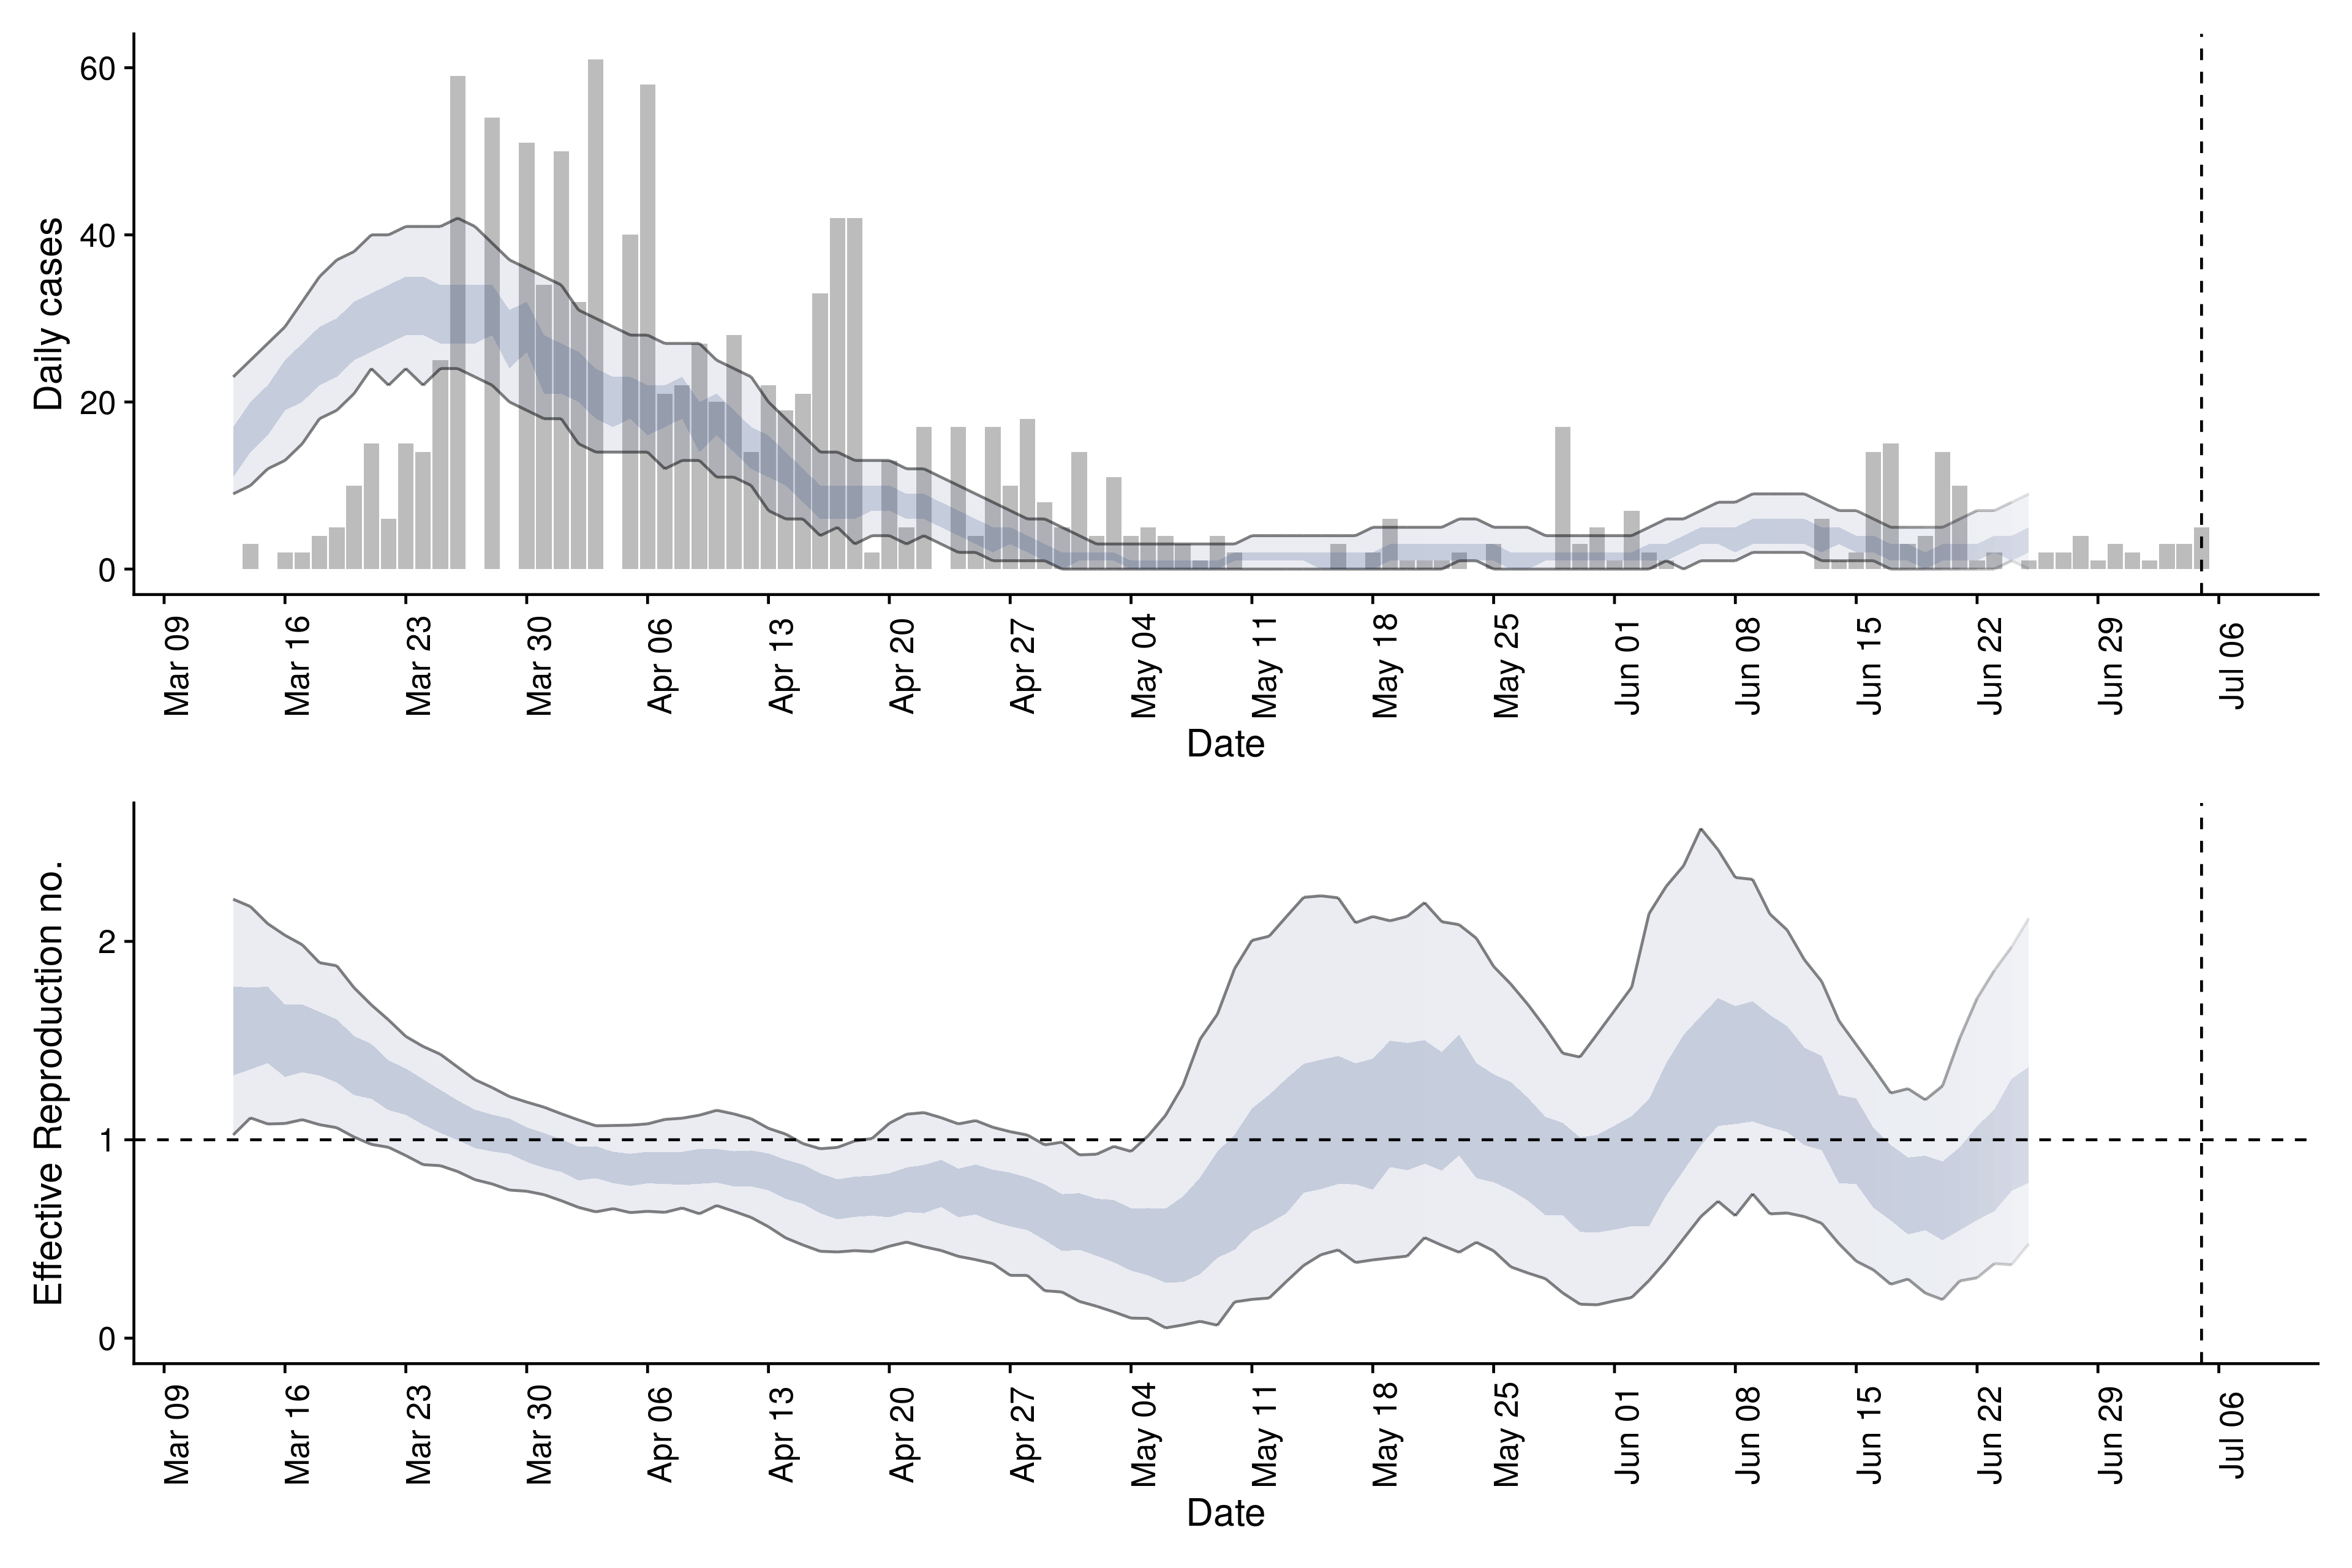 Daily cases
60
40
20
0
Mar 09
Mar 16
Mar 23
Mar 30
Apr 06
Apr 13
Apr 20
Apr 27
May 04
May 11
May 18
May 25
Jun 01
Jun 08
Jun 15
Jun 22
Jun 29
Jul 06
Date
Effective Reproduction no.
2
1
0
Mar 09
Mar 16
Mar 23
Mar 30
Apr 06
Apr 13
Apr 20
Apr 27
May 04
May 11
May 18
May 25
Jun 01
Jun 08
Jun 15
Jun 22
Jun 29
Jul 06
Date